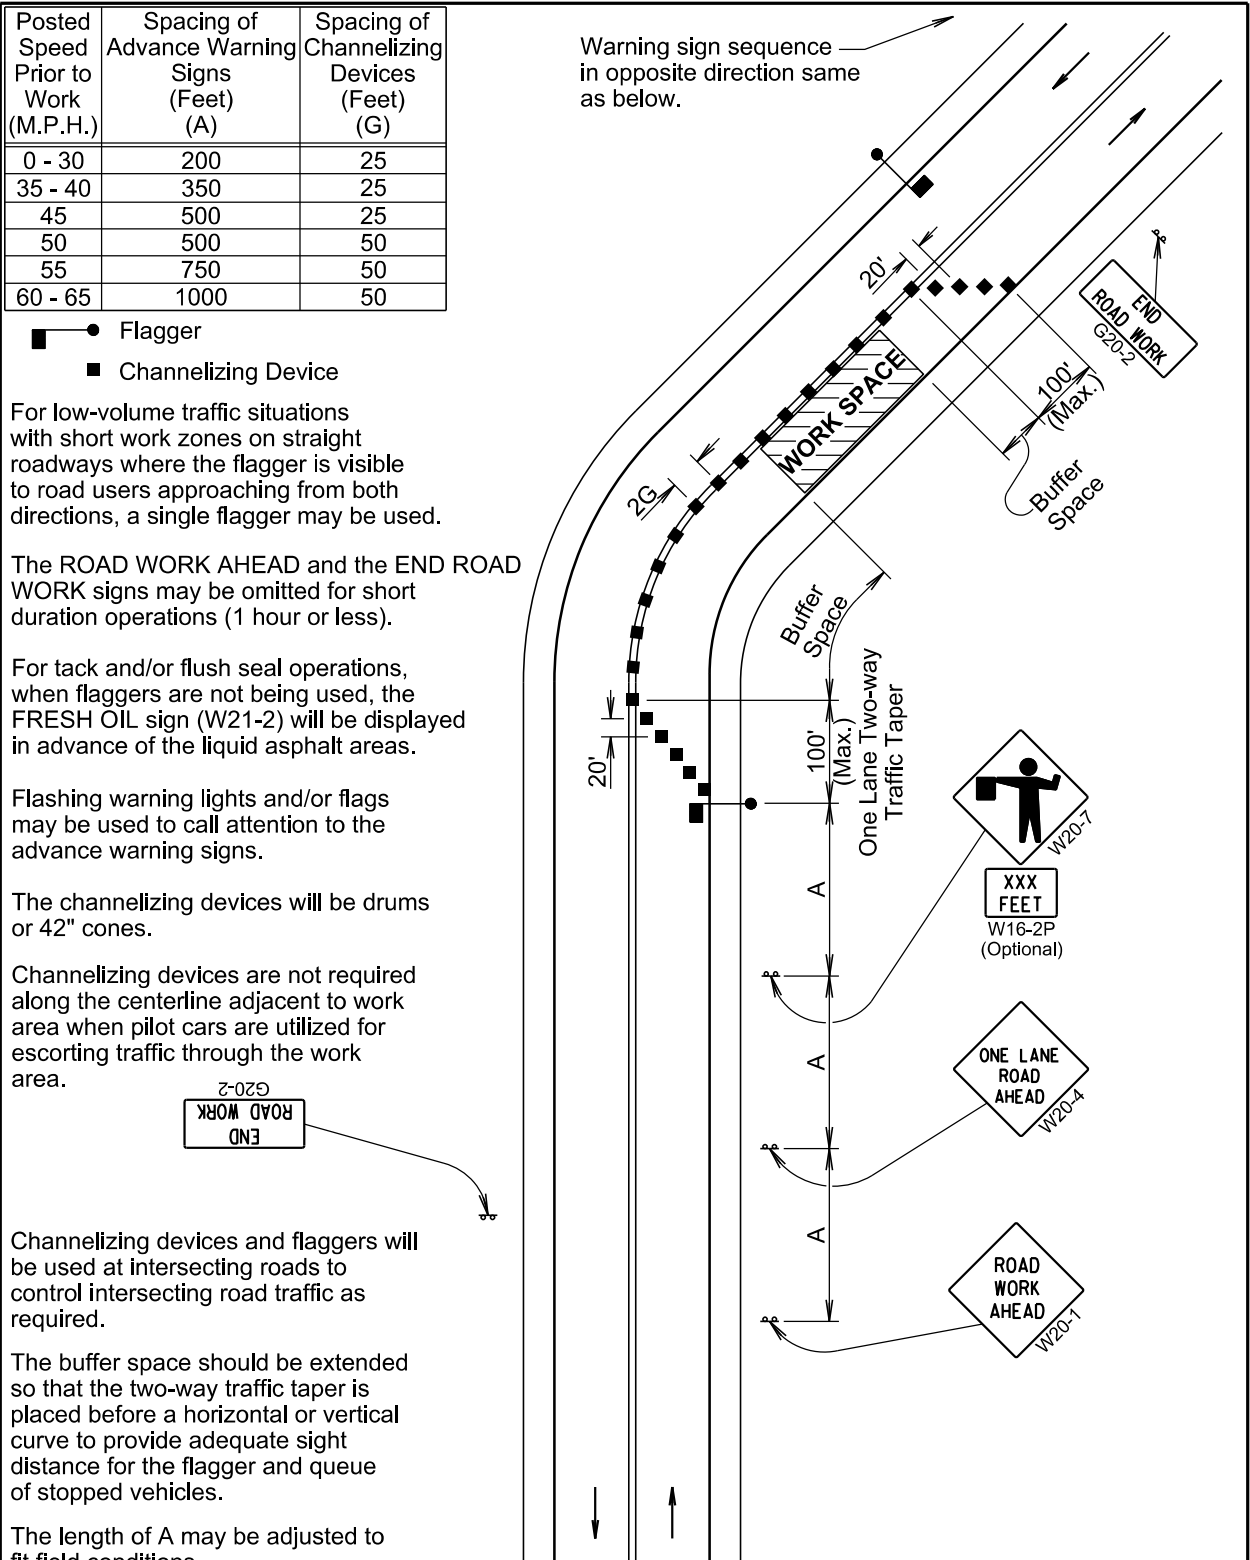 Posted Speed Prior to Work (M.P.H.)
Spacing of Advance Warning Signs (Feet) (A)
Spacing of Channelizing Devices (Feet) (G)
0 - 30 200 25
35 - 40 350 25
45 500 25
50 500 50
55 750 50
60 - 65 1000 50
Flagger
Channelizing Device
For low-volume traffic situations
with short work zones on straight
roadways where the flagger is visible
to road users approaching from both
directions, a single flagger may be used.
The ROAD WORK AHEAD and the END ROAD
WORK signs may be omitted for short
duration operations (1 hour or less).
For tack and/or flush seal operations,
when flaggers are not being used, the
FRESH OIL sign (W21-2) will be displayed
in advance of the liquid asphalt areas.
Flashing warning lights and/or flags
may be used to call attention to the
advance warning signs.
The channelizing devices will be drums
or 42" cones.
Channelizing devices are not required
along the centerline adjacent to work
area when pilot cars are utilized for
escorting traffic through the work
area.
G20-2
END
ROAD WORK
Channelizing devices and flaggers will
be used at intersecting roads to
control intersecting road traffic as
required.
The buffer space should be extended
so that the two-way traffic taper is
placed before a horizontal or vertical
curve to provide adequate sight
distance for the flagger and queue
of stopped vehicles.
The length of A may be adjusted to
fit field conditions.
Warning sign sequence
in opposite direction same
as below.
20'
END
ROAD WORK
G20-2
100'
(Max.)
Buffer
Space
WORK SPACE
2G
Buffer
Space
20'
100'
(Max.)
One Lane Two-way
Traffic Taper
A
A
A
W20-7
XXX
FEET
W16-2P
(Optional)
ONE LANE
ROAD
AHEAD
W20-4
ROAD
WORK
AHEAD
W20-1